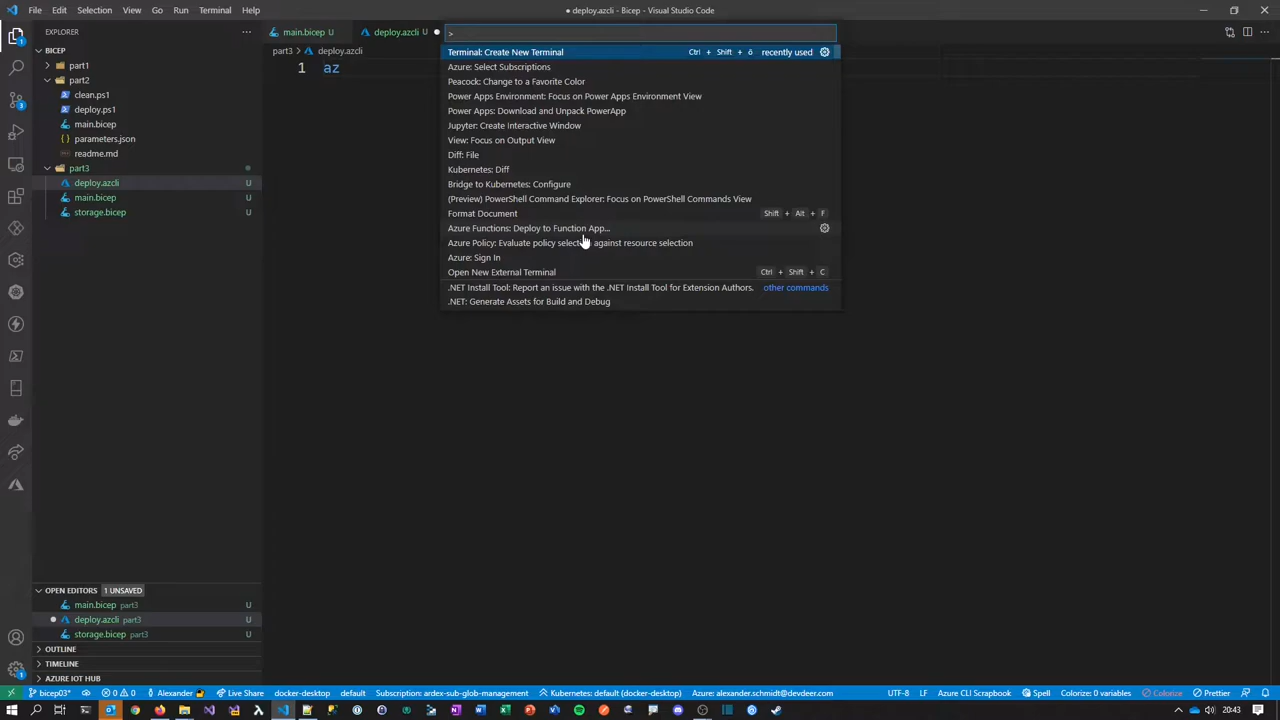 File Edit Selection View Go Run Terminal Help
● deploy.azcli - Bicep - Visual Studio Code
EXPLORER
BICEP
part1
part2
clean.ps1
deploy.ps1
main.bicep
parameters.json
readme.md
part3
deploy.azcli U
main.bicep U
storage.bicep U
OPEN EDITORS 1 UNSAVED
main.bicep part3 U
deploy.azcli part3 U
storage.bicep part3 U
OUTLINE
TIMELINE
AZURE IOT HUB
main.bicep U
deploy.azcli U
part3 > deploy.azcli
1 az
>
Terminal: Create New Terminal Ctrl + Shift + ö recently used
Azure: Select Subscriptions
Peacock: Change to a Favorite Color
Power Apps Environment: Focus on Power Apps Environment View
Power Apps: Download and Unpack PowerApp
Jupyter: Create Interactive Window
View: Focus on Output View
Diff: File
Kubernetes: Diff
Bridge to Kubernetes: Configure
(Preview) PowerShell Command Explorer: Focus on PowerShell Commands View
Format Document Shift + Alt + F
Azure Functions: Deploy to Function App...
Azure Policy: Evaluate policy against resource selection
Azure: Sign In
Open New External Terminal Ctrl + Shift + C
.NET Install Tool: Report an issue with the .NET Install Tool for Extension Authors. other commands
.NET: Generate Assets for Build and Debug
bicep03* 0 0 Alexander Live Share docker-desktop default Subscription: ardex-sub-glob-management Kubernetes: default (docker-desktop) Azure: alexander.schmidt@devdeer.com UTF-8 LF Azure CLI Scrapbook Spell Colorize: 0 variables Colorize Prettier
20:43